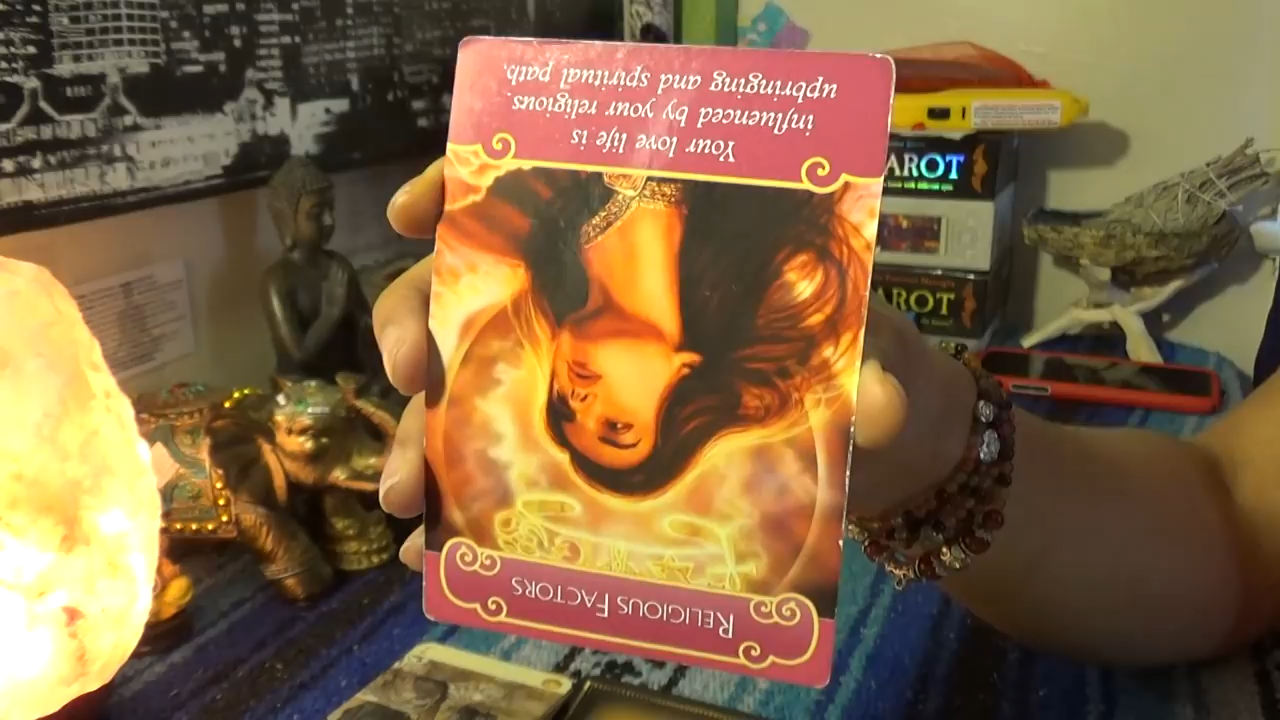 RELIGIOUS FACTORS
Your love life is
influenced by your religious
upbringing and spiritual path.
AROT
AROT